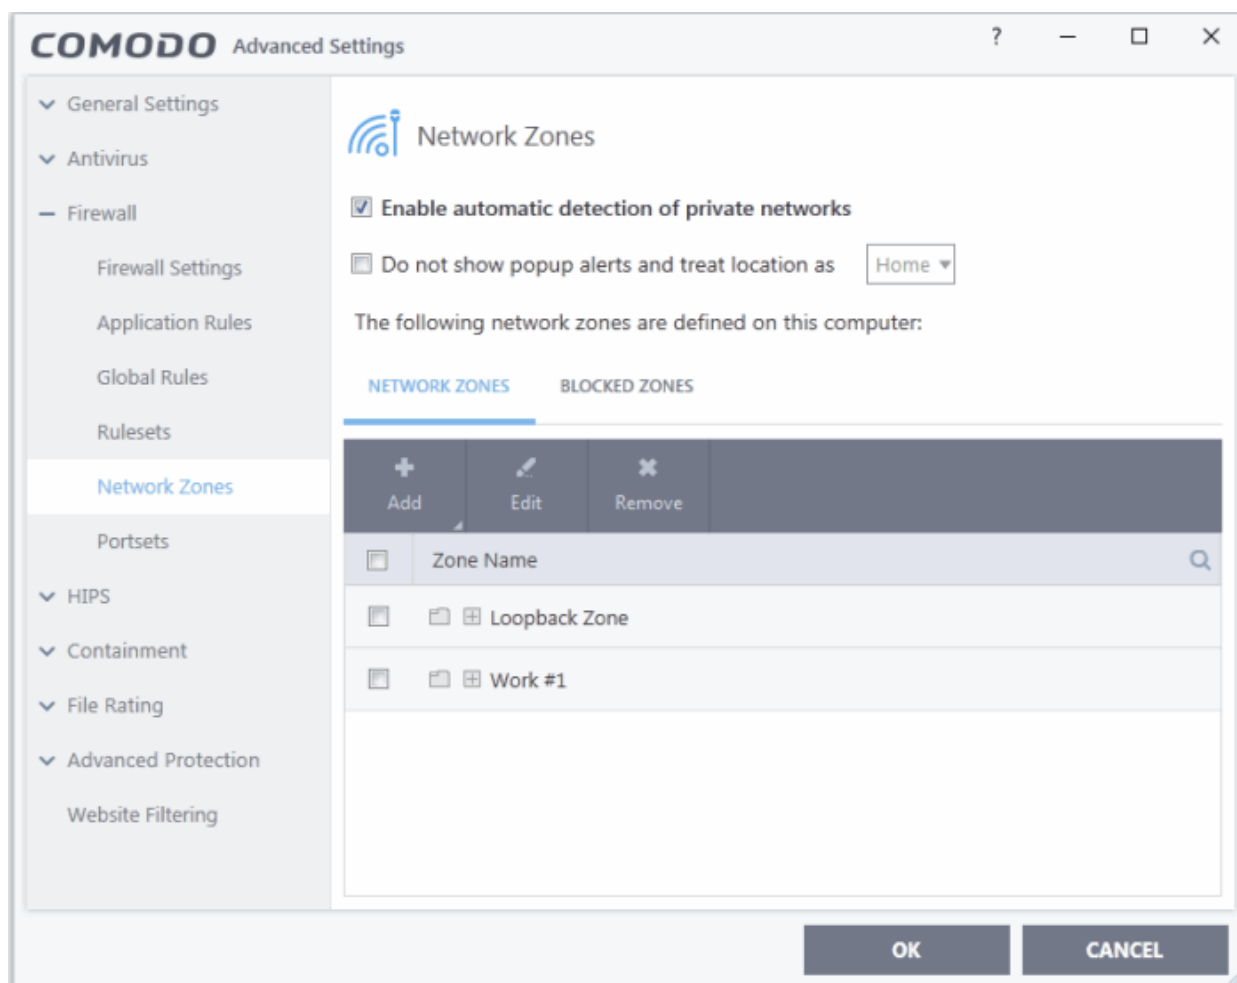 COMODO Advanced Settings ?
General Settings
Antivirus
Firewall
Firewall Settings
Application Rules
Global Rules
Rulesets
Network Zones
Portsets
HIPS
Containment
File Rating
Advanced Protection
Website Filtering
Network Zones
Enable automatic detection of private networks
Do not show popup alerts and treat location as Home
The following network zones are defined on this computer:
NETWORK ZONES BLOCKED ZONES
Add Edit Remove
Zone Name
Loopback Zone
Work #1
OK CANCEL